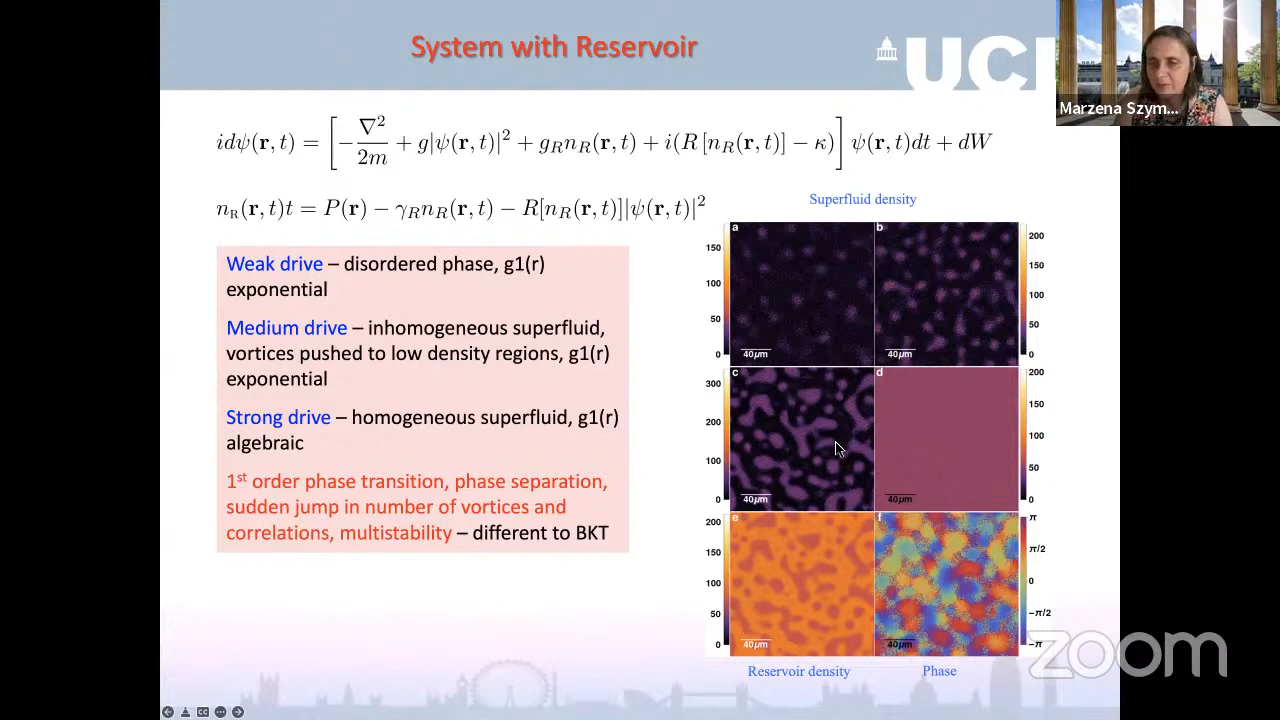 System with Reservoir
UCL
Marzena Szym...
idψ(r, t) = [ -∇²/2m + g|ψ(r, t)|² + g_R n_R(r, t) + i(R [n_R(r, t)] − κ) ] ψ(r, t)dt + dW
n_R(r, t)t = P(r) − γ_R n_R(r, t) − R[n_R(r, t)]|ψ(r, t)|²
Superfluid density
Weak drive – disordered phase, g1(r)
exponential
Medium drive – inhomogeneous superfluid,
vortices pushed to low density regions, g1(r)
exponential
Strong drive – homogeneous superfluid, g1(r)
algebraic
1st order phase transition, phase separation,
sudden jump in number of vortices and
correlations, multistability – different to BKT
a
150
100
50
0
40μm
b
200
150
100
50
0
40μm
c
300
200
100
0
40μm
d
200
150
100
50
0
40μm
e
200
150
100
50
0
40μm
f
π
π/2
0
−π/2
−π
40μm
Reservoir density
Phase
zoom
CC